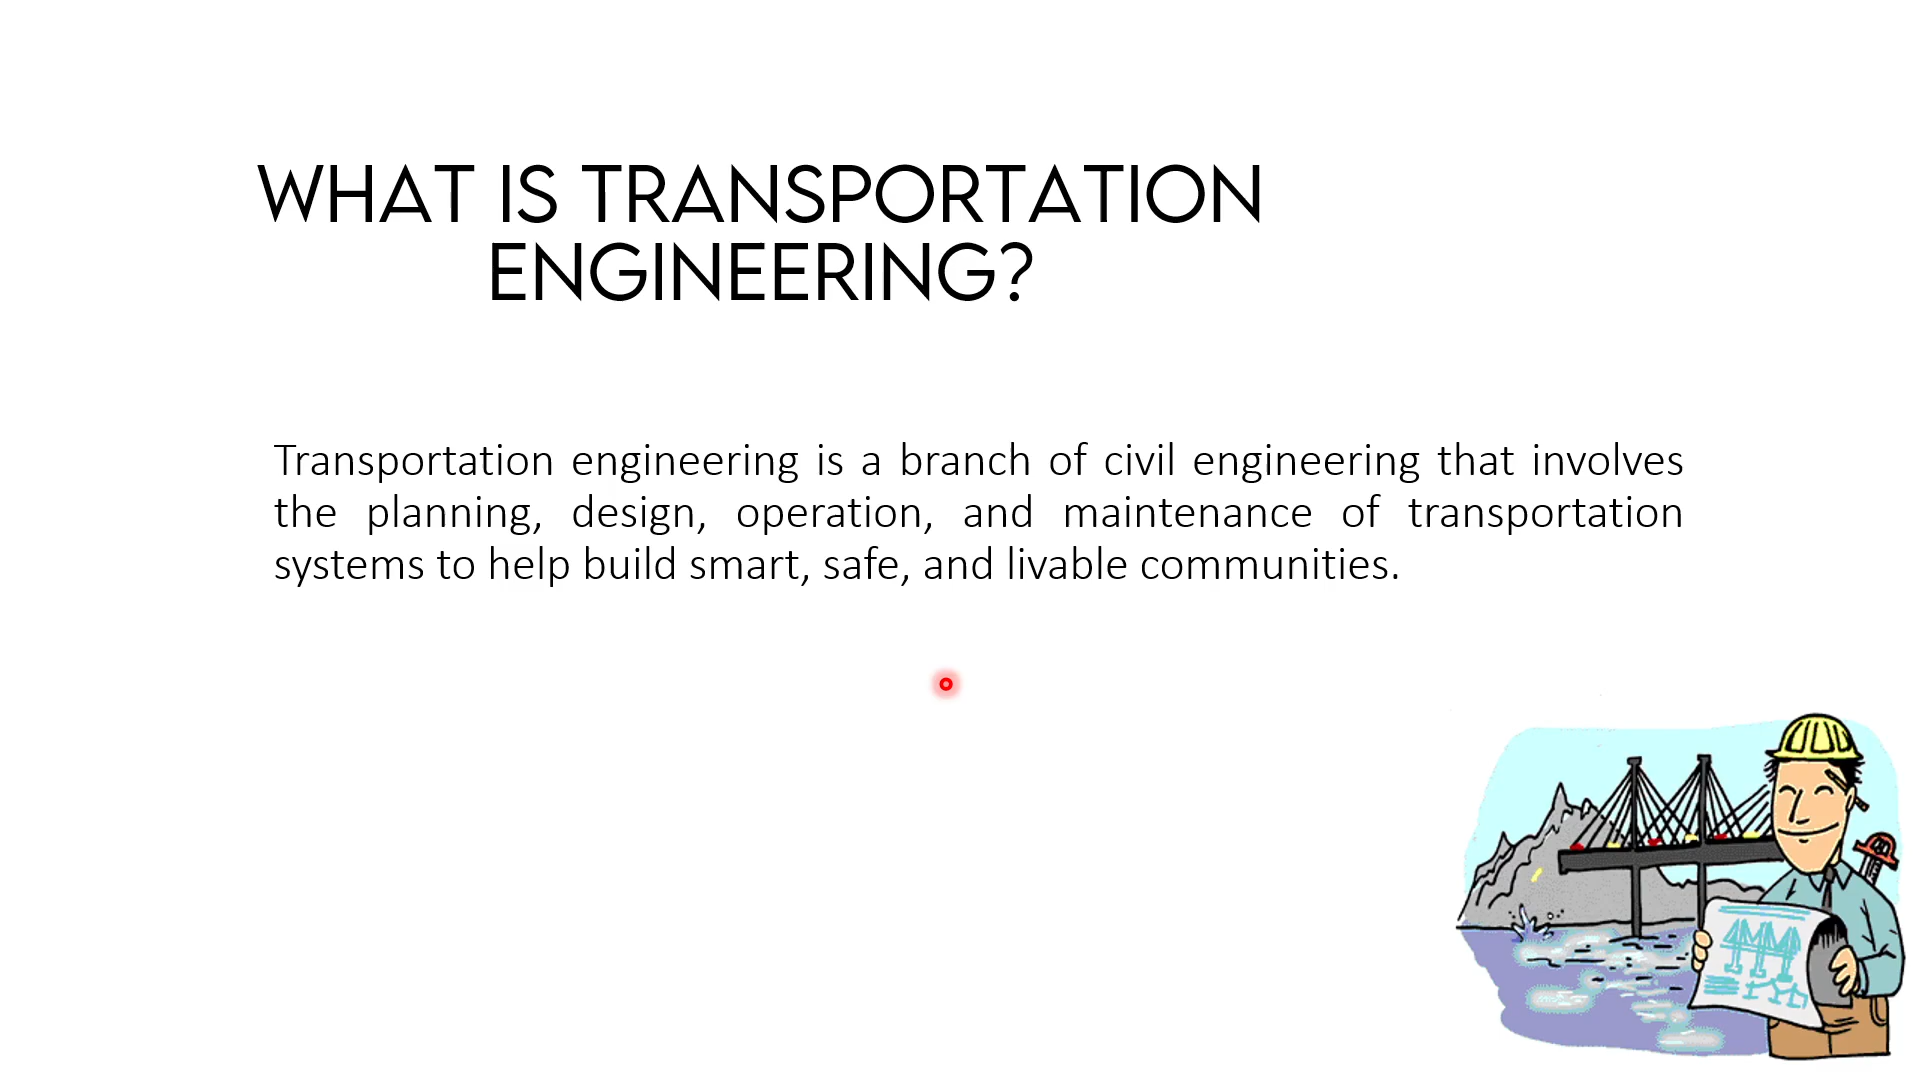 WHAT IS TRANSPORTATION
ENGINEERING?
Transportation engineering is a branch of civil engineering that involves
the planning, design, operation, and maintenance of transportation
systems to help build smart, safe, and livable communities.